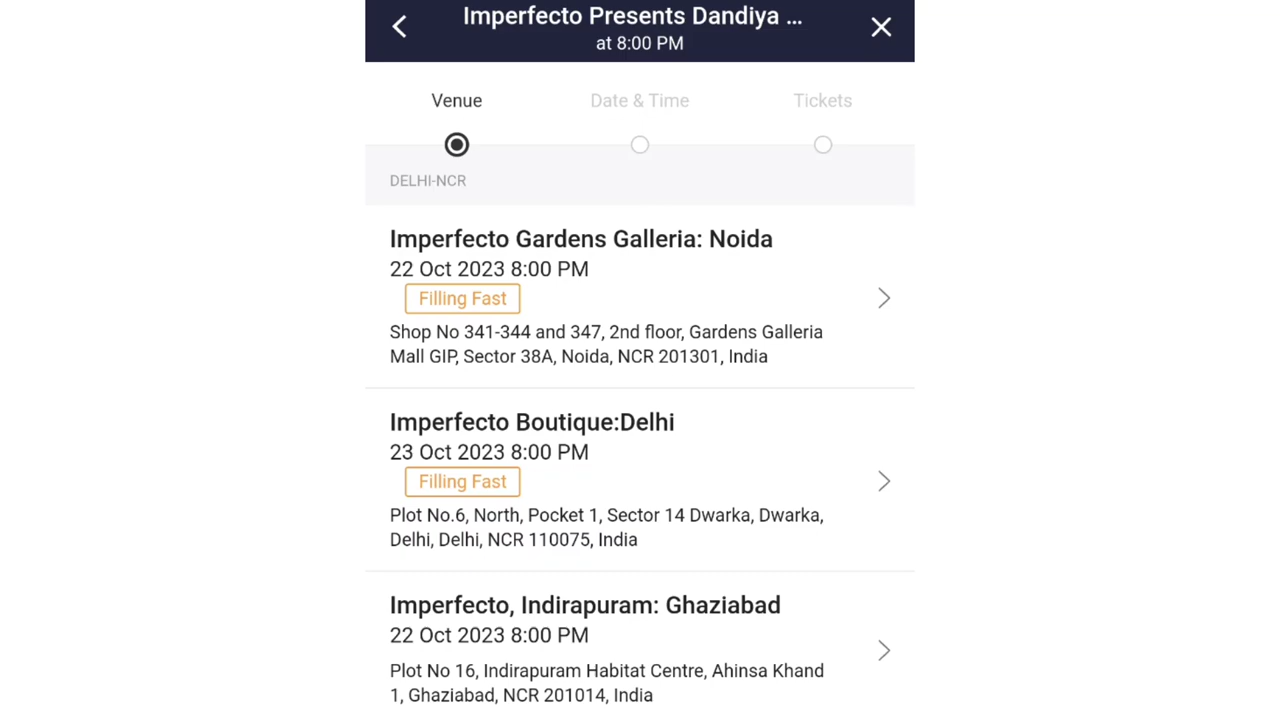 Imperfecto Presents Dandiya ...
at 8:00 PM
Venue
Date & Time
Tickets
DELHI-NCR
Imperfecto Gardens Galleria: Noida
22 Oct 2023 8:00 PM
Filling Fast
Shop No 341-344 and 347, 2nd floor, Gardens Galleria
Mall GIP, Sector 38A, Noida, NCR 201301, India
Imperfecto Boutique:Delhi
23 Oct 2023 8:00 PM
Filling Fast
Plot No.6, North, Pocket 1, Sector 14 Dwarka, Dwarka,
Delhi, Delhi, NCR 110075, India
Imperfecto, Indirapuram: Ghaziabad
22 Oct 2023 8:00 PM
Plot No 16, Indirapuram Habitat Centre, Ahinsa Khand
1, Ghaziabad, NCR 201014, India